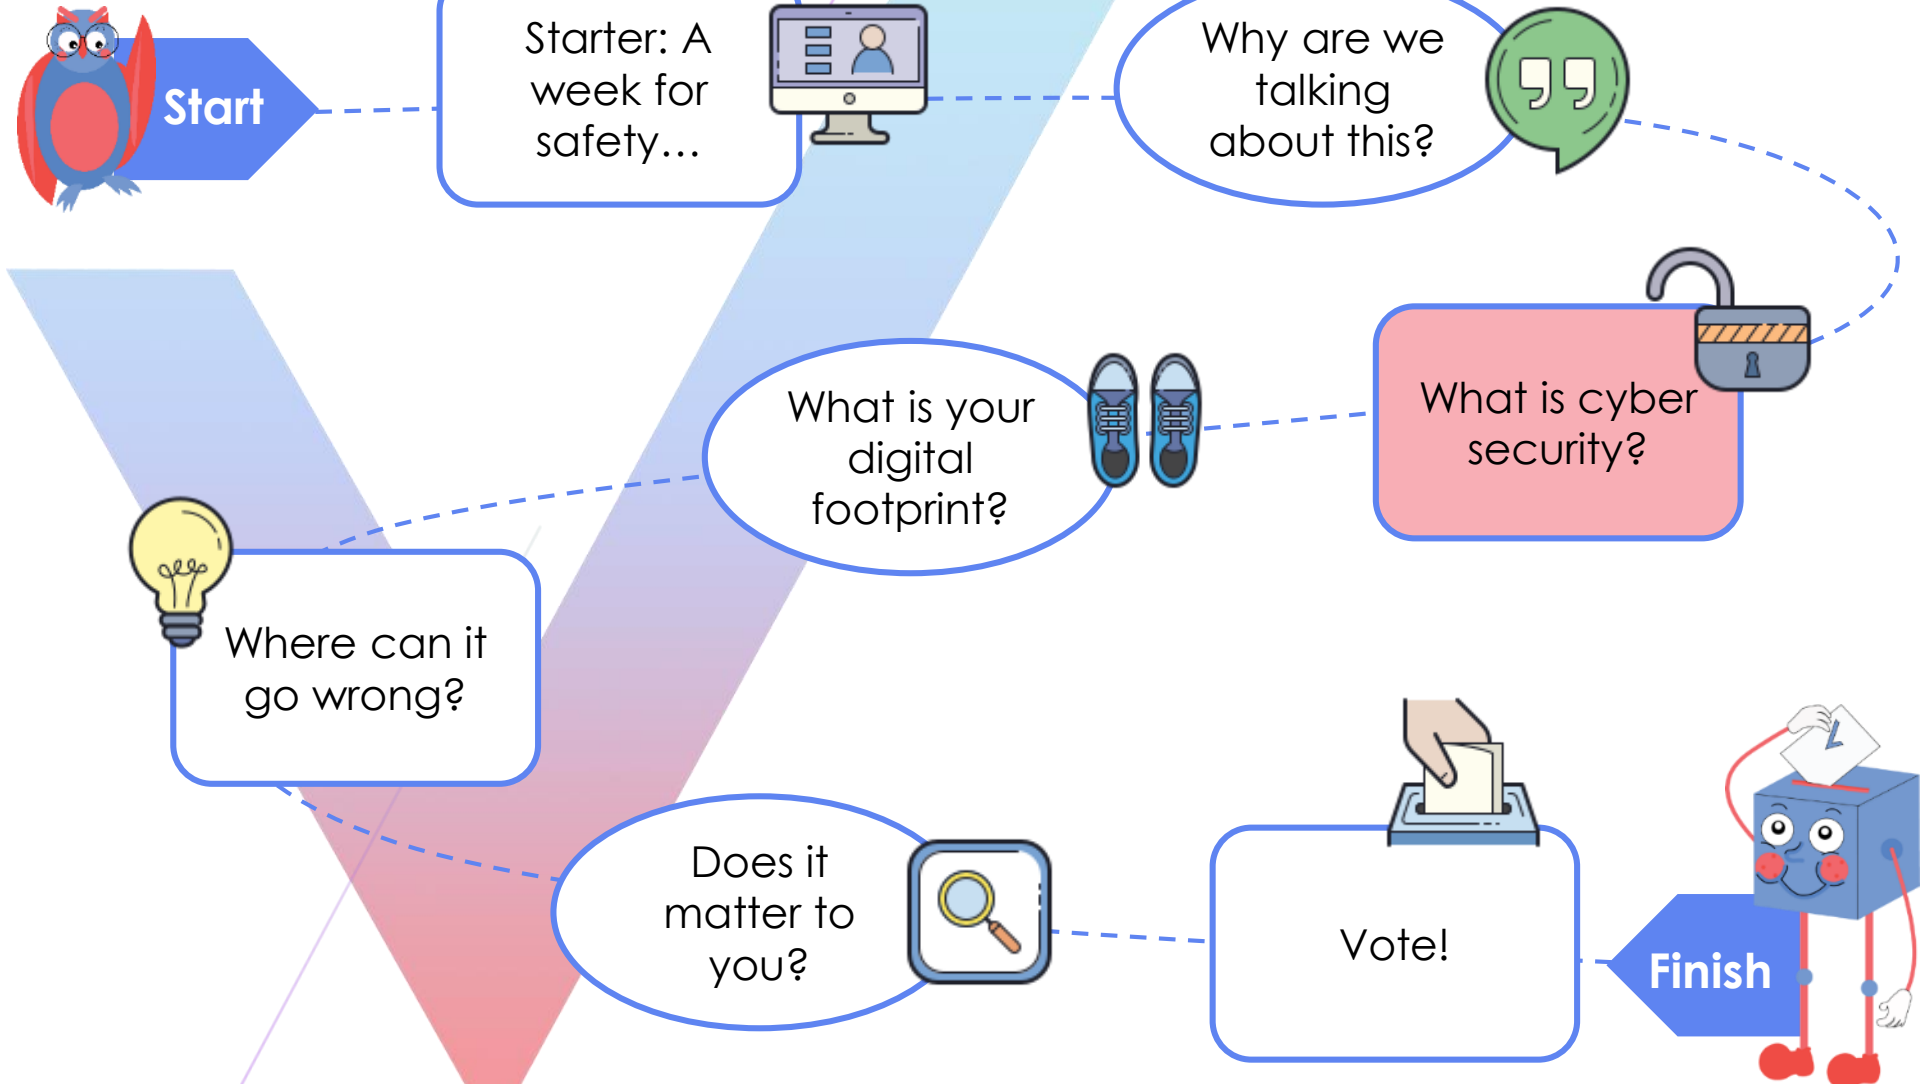 Start
Starter: A
week for
safety…
Why are we
talking
about this?
What is cyber
security?
What is your
digital
footprint?
Where can it
go wrong?
Does it
matter to
you?
Vote!
Finish